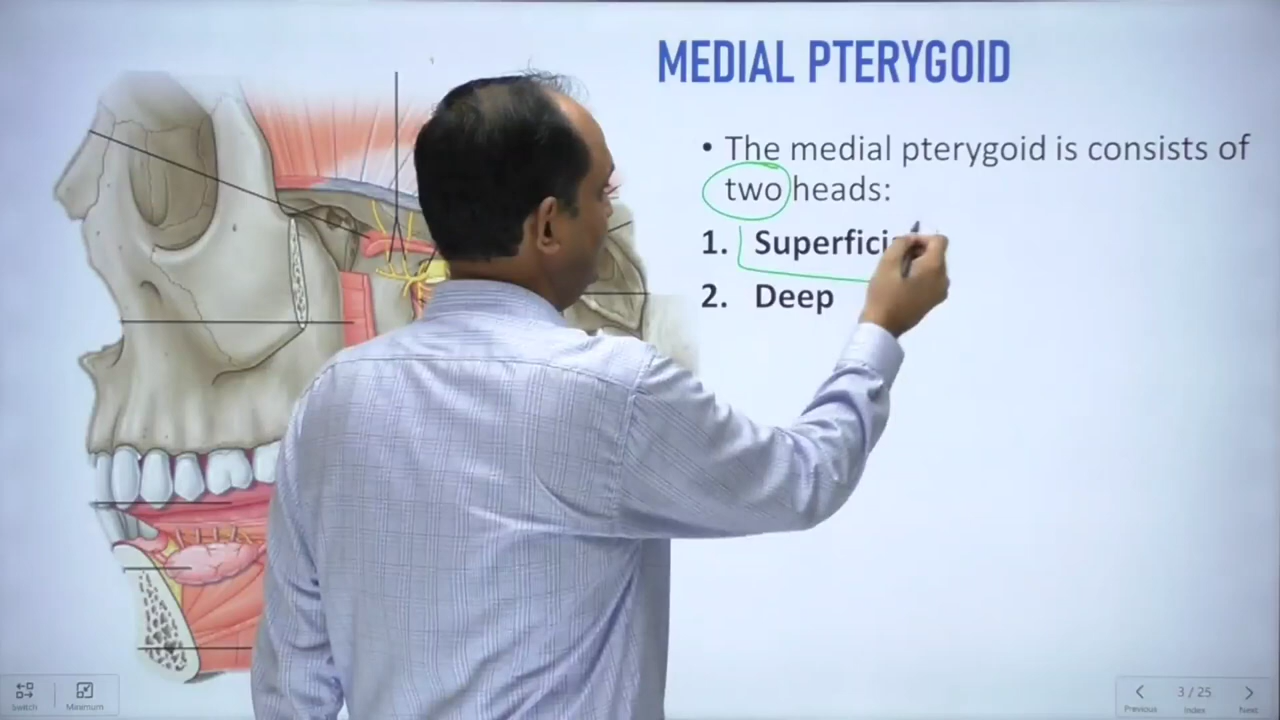 MEDIAL PTERYGOID
• The medial pterygoid is consists of
two heads:
1. Superfici
2. Deep
Switch
Minimum
3 / 25
Previous
Index
Next